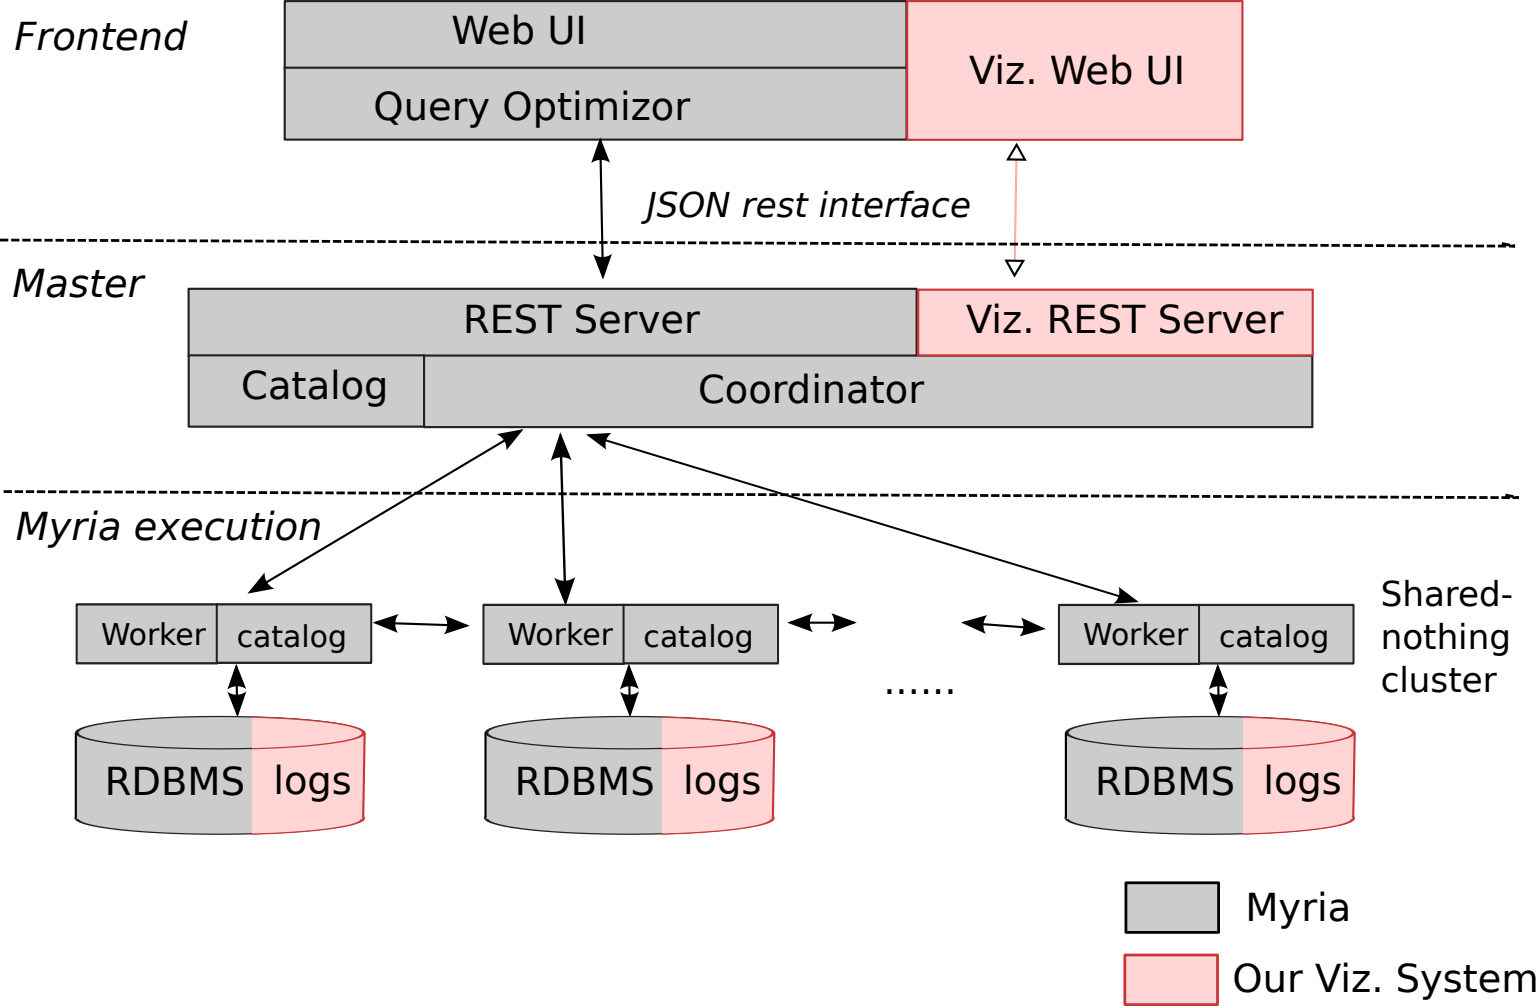 Frontend
Web UI
Viz. Web UI
Query Optimizor
JSON rest interface
Master
REST Server
Viz. REST Server
Catalog
Coordinator
Myria execution
Worker catalog
Worker catalog
Worker catalog
Shared-
nothing
cluster
......
RDBMS logs
RDBMS logs
RDBMS logs
Myria
Our Viz. System